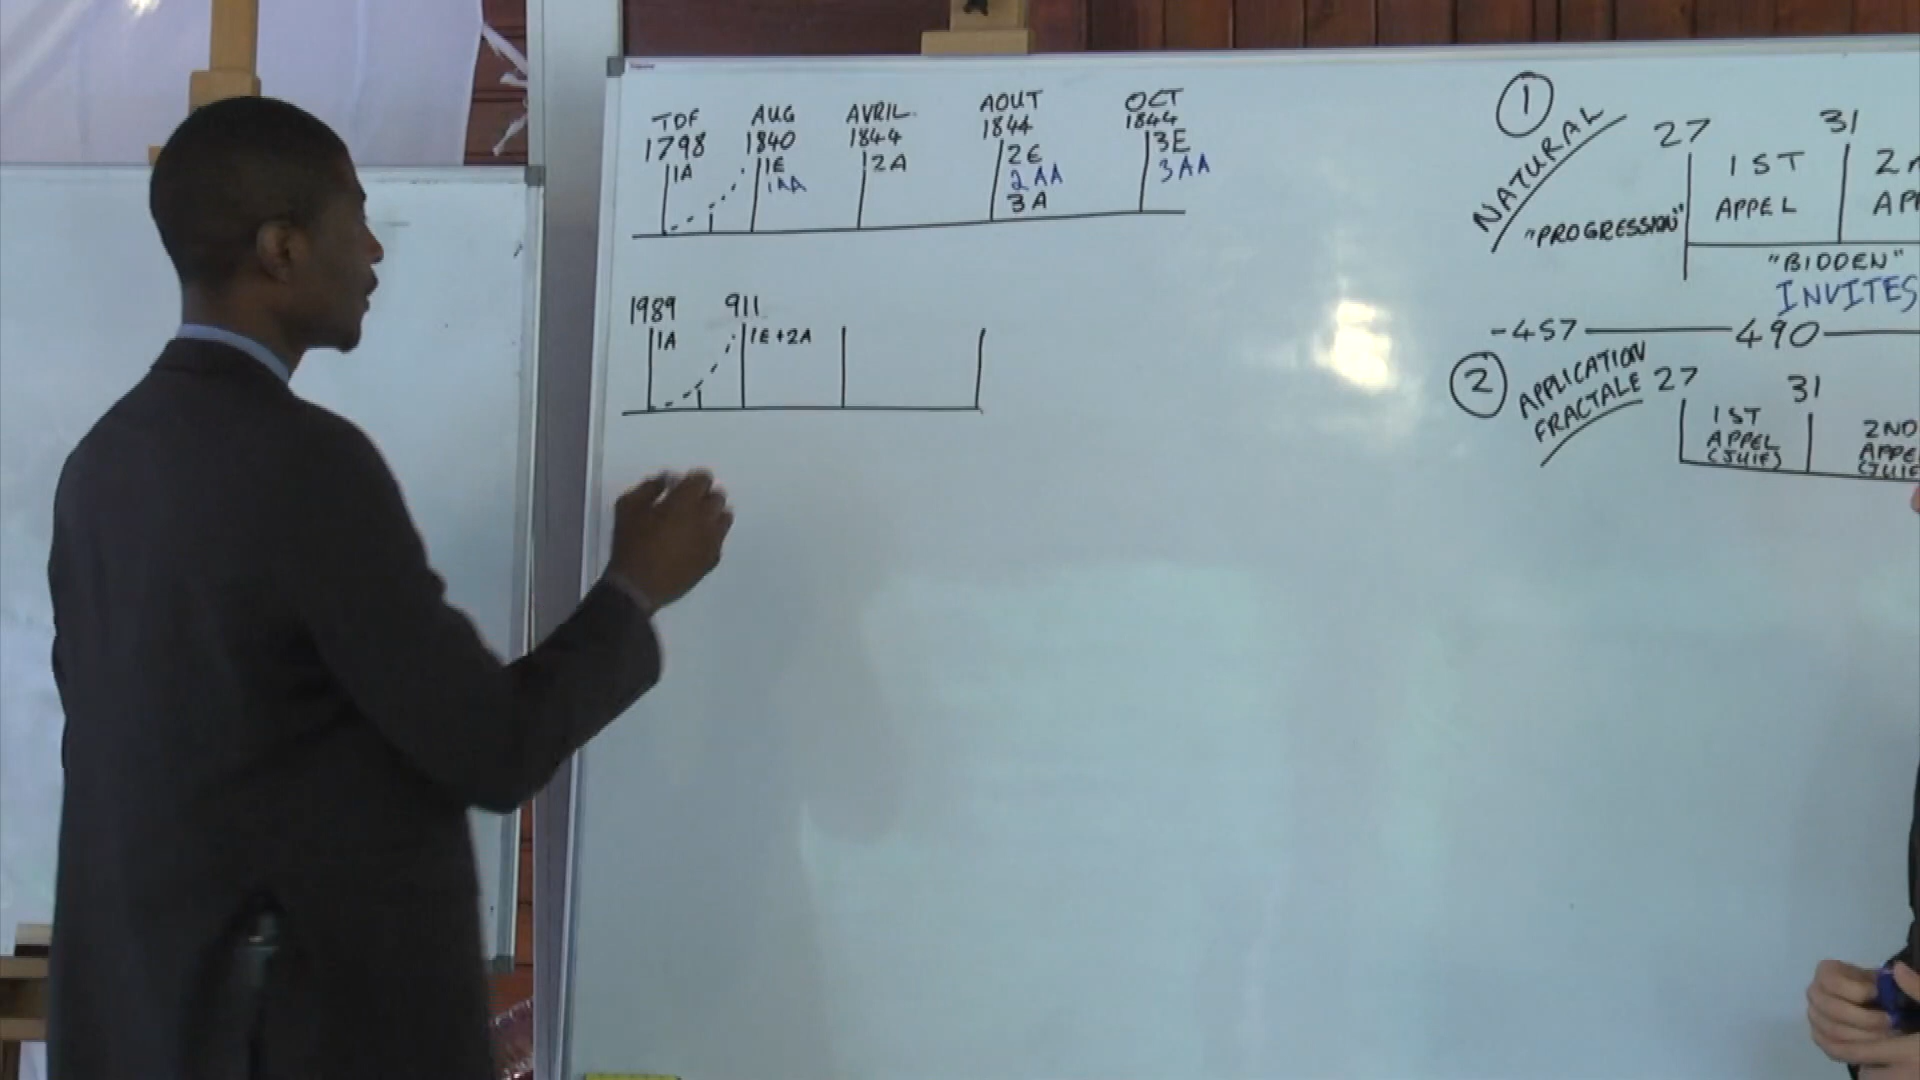 TDF
1798
1A
AUG
1840
1E
1AA
AVRIL
1844
2A
AOUT
1844
2E
2AA
3A
OCT
1844
3E
3AA
1989
1A
911
1E+2A
1
NATURAL
"PROGRESSION"
27
1ST
APPEL
31
"BIDDEN"
INVITES
-457
490
2
APPLICATION
FRACTALE
27
1ST
APPEL
(JUIF)
31
2ND